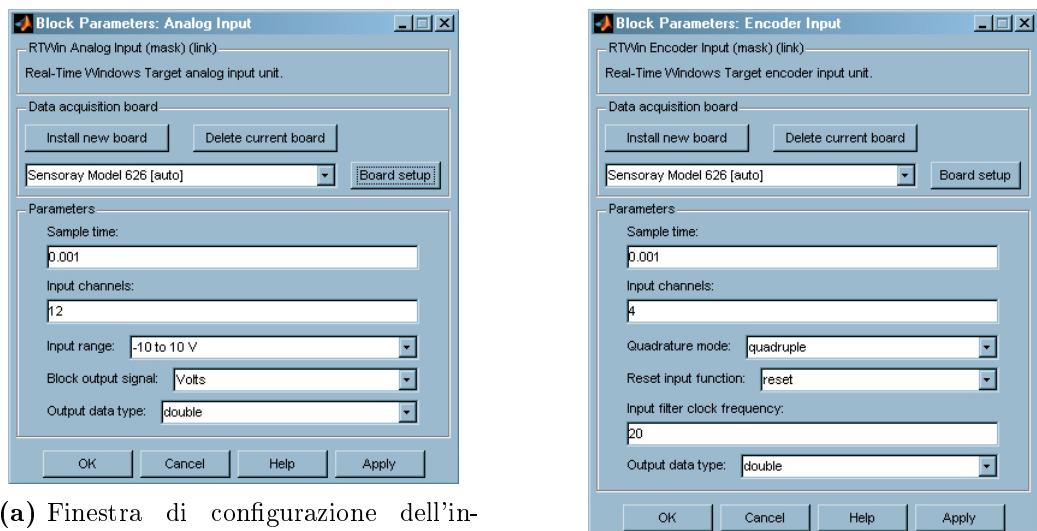 Block Parameters: Analog Input
RTWin Analog Input (mask) (link)
Real-Time Windows Target analog input unit.
Data acquisition board
Install new board
Delete current board
Sensoray Model 626 [auto]
Board setup
Parameters
Sample time:
0.001
Input channels:
12
Input range: -10 to 10 V
Block output signal: Volts
Output data type: double
OK Cancel Help Apply
(a) Finestra di configurazione dell'in-
Block Parameters: Encoder Input
RTWin Encoder Input (mask) (link)
Real-Time Windows Target encoder input unit.
Data acquisition board
Install new board
Delete current board
Sensoray Model 626 [auto]
Board setup
Parameters
Sample time:
0.001
Input channels:
4
Quadrature mode: quadruple
Reset input function: reset
Input filter clock frequency:
20
Output data type: double
OK Cancel Help Apply